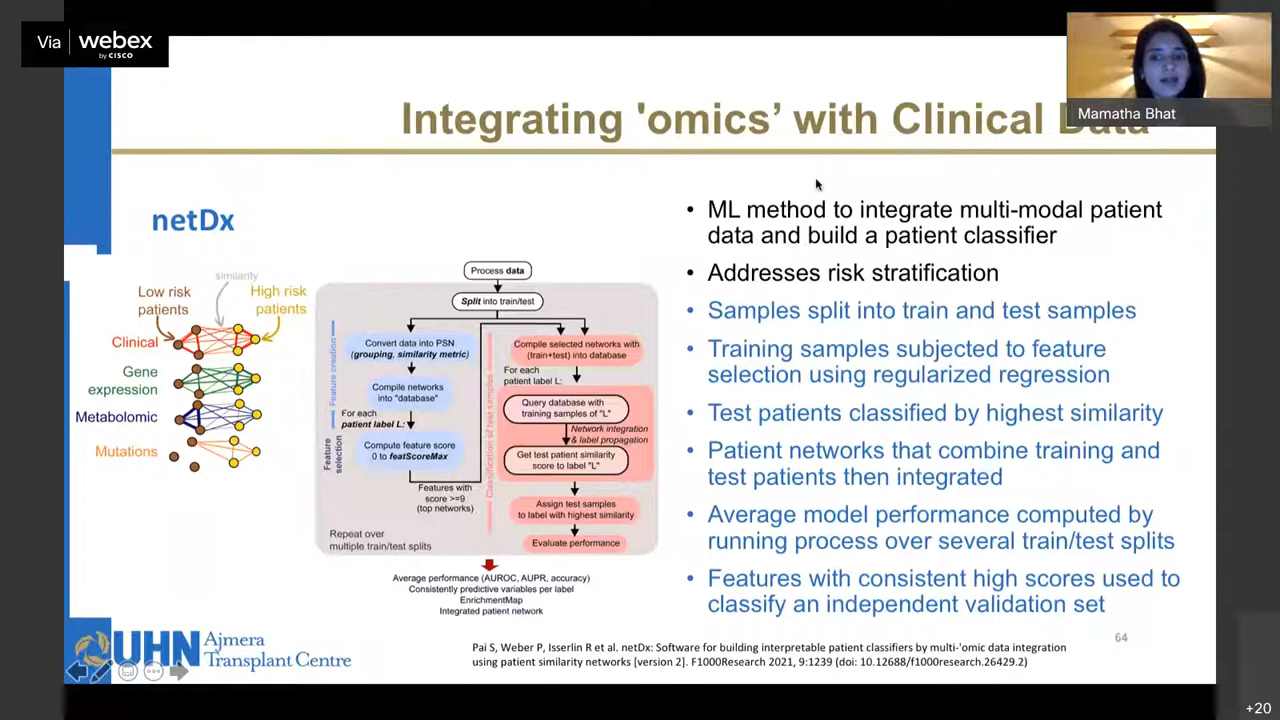 Via webex
by CISCO
Mamatha Bhat
Integrating 'omics’ with Clinical Data
netDx
similarity
Low risk
patients
High risk
patients
Clinical
Gene
expression
Metabolomic
Mutations
Process data
Split into train/test
Feature creation
Convert data into PSN
(grouping, similarity metric)
Compile networks
into "database"
For each
patient label L:
Feature
selection
Compute feature score
0 to featScoreMax
Features with
score >=9
(top networks)
Classification of test samples
Compile selected networks with
(train+test) into database
For each
patient label L:
Query database with
training samples of "L"
Network integration
& label propagation
Get test patient similarity
score to label "L"
Assign test samples
to label with highest similarity
Evaluate performance
Repeat over
multiple train/test splits
Average performance (AUROC, AUPR, accuracy)
Consistently predictive variables per label
EnrichmentMap
Integrated patient network
• ML method to integrate multi-modal patient
data and build a patient classifier
• Addresses risk stratification
• Samples split into train and test samples
• Training samples subjected to feature
selection using regularized regression
• Test patients classified by highest similarity
• Patient networks that combine training and
test patients then integrated
• Average model performance computed by
running process over several train/test splits
• Features with consistent high scores used to
classify an independent validation set
64
UHN Ajmera
Transplant Centre
Pai S, Weber P, Isserlin R et al. netDx: Software for building interpretable patient classifiers by multi-'omic data integration
using patient similarity networks [version 2]. F1000Research 2021, 9:1239 (doi: 10.12688/f1000research.26429.2)
+20